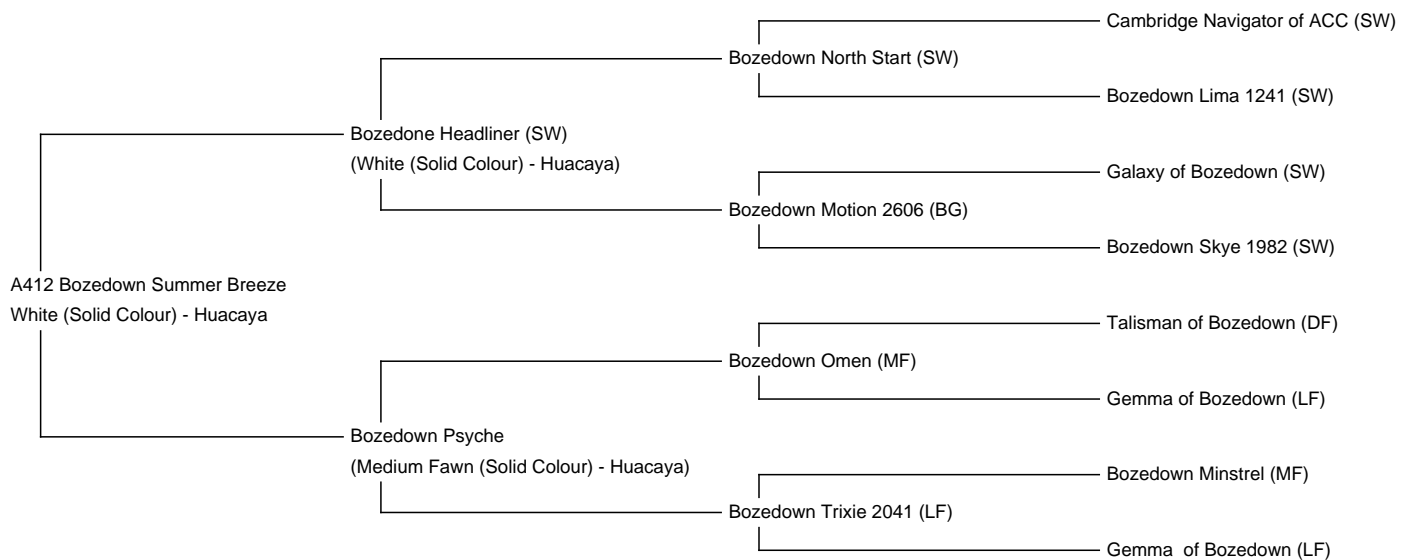 Cambridge Navigator of ACC (SW)
Bozedown North Start (SW)
Bozedown Lima 1241 (SW)
Bozedone Headliner (SW)
(White (Solid Colour) - Huacaya)
Galaxy of Bozedown (SW)
Bozedown Motion 2606 (BG)
Bozedown Skye 1982 (SW)
A412 Bozedown Summer Breeze
White (Solid Colour) - Huacaya
Talisman of Bozedown (DF)
Bozedown Omen (MF)
Gemma of Bozedown (LF)
Bozedown Psyche
(Medium Fawn (Solid Colour) - Huacaya)
Bozedown Minstrel (MF)
Bozedown Trixie 2041 (LF)
Gemma  of Bozedown (LF)